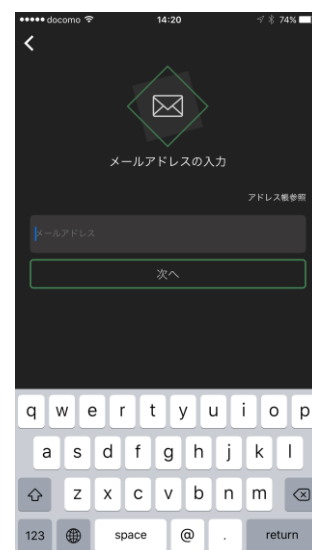 docomo 14:20 74%
メールアドレスの入力
アドレス帳参照
メールアドレス
次へ
q w e r t y u i o p
a s d f g h j k l
z x c v b n m
123 space @ . return